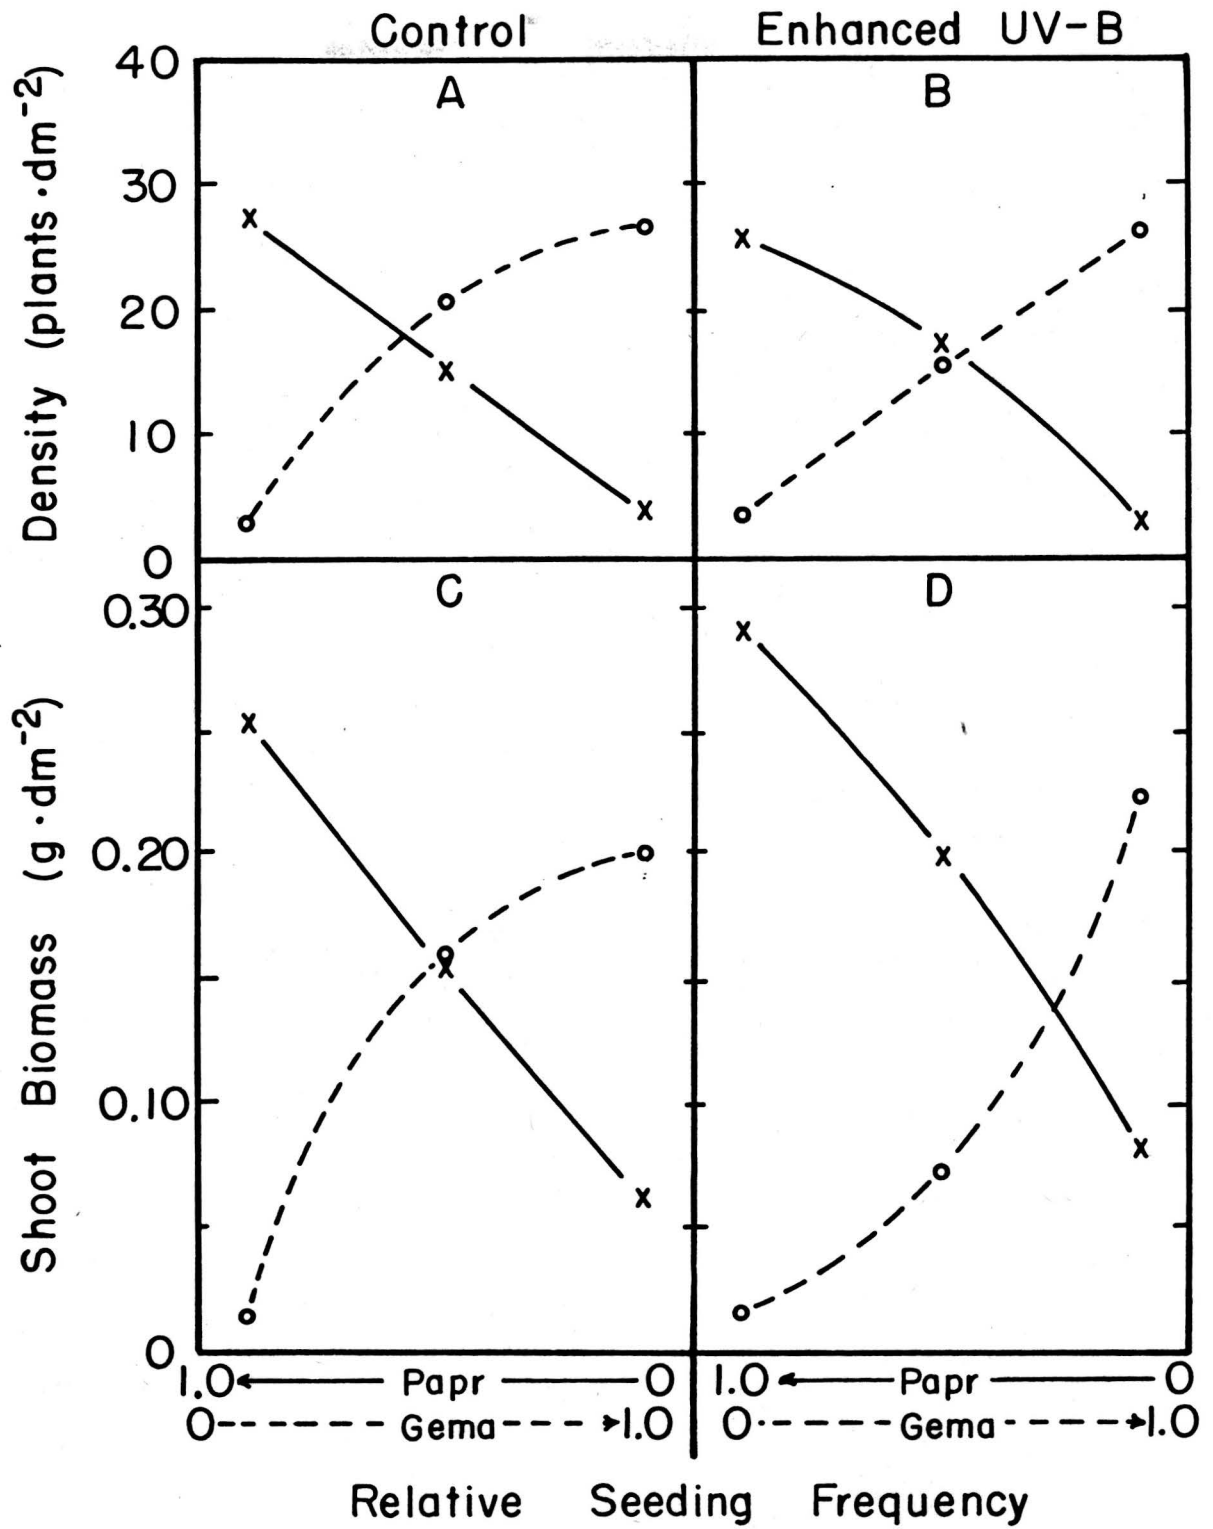 Control Enhanced UV-B
A B
40
30
20
10
0
Density (plants·dm⁻²)
C D
0.30
0.20
0.10
0
Shoot Biomass (g·dm⁻²)
1.0 Papr 0 1.0 Papr 0
0 Gema 1.0 0 Gema 1.0
Relative Seeding Frequency